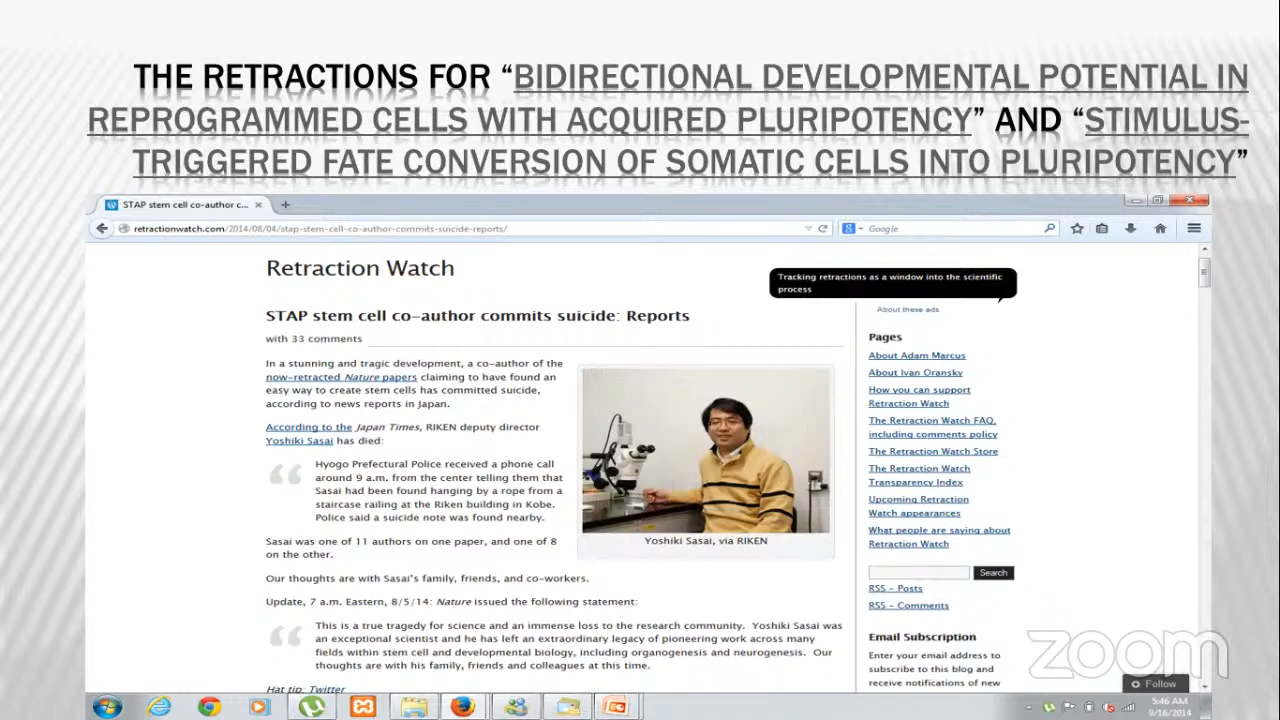 THE RETRACTIONS FOR “BIDIRECTIONAL DEVELOPMENTAL POTENTIAL IN
REPROGRAMMED CELLS WITH ACQUIRED PLURIPOTENCY” AND “STIMULUS-
TRIGGERED FATE CONVERSION OF SOMATIC CELLS INTO PLURIPOTENCY”
STAP stem cell co-author c...
retractionwatch.com/2014/08/04/stap-stem-cell-co-author-commits-suicide-reports/
Google
Retraction Watch
Tracking retractions as a window into the scientific
process
STAP stem cell co-author commits suicide: Reports
with 33 comments
In a stunning and tragic development, a co-author of the
now-retracted Nature papers claiming to have found an
easy way to create stem cells has committed suicide,
according to news reports in Japan.
According to the Japan Times, RIKEN deputy director
Yoshiki Sasai has died:
Hyogo Prefectural Police received a phone call
around 9 a.m. from the center telling them that
Sasai had been found hanging by a rope from a
staircase railing at the Riken building in Kobe.
Police said a suicide note was found nearby.
Yoshiki Sasai, via RIKEN
Sasai was one of 11 authors on one paper, and one of 8
on the other.
Our thoughts are with Sasai’s family, friends, and co-workers.
Update, 7 a.m. Eastern, 8/5/14: Nature issued the following statement:
This is a true tragedy for science and an immense loss to the research community. Yoshiki Sasai was
an exceptional scientist and he has left an extraordinary legacy of pioneering work across many
fields within stem cell and developmental biology, including organogenesis and neurogenesis. Our
thoughts are with his family, friends and colleagues at this time.
Hat tip: Twitter
About these ads
Pages
About Adam Marcus
About Ivan Oransky
How you can support
Retraction Watch
The Retraction Watch FAQ,
including comments policy
The Retraction Watch Store
The Retraction Watch
Transparency Index
Upcoming Retraction
Watch appearances
What people are saying about
Retraction Watch
Search
RSS - Posts
RSS - Comments
Email Subscription
Enter your email address to
subscribe to this blog and
receive notifications of new
Follow
zoom
5:46 AM
9/16/2014